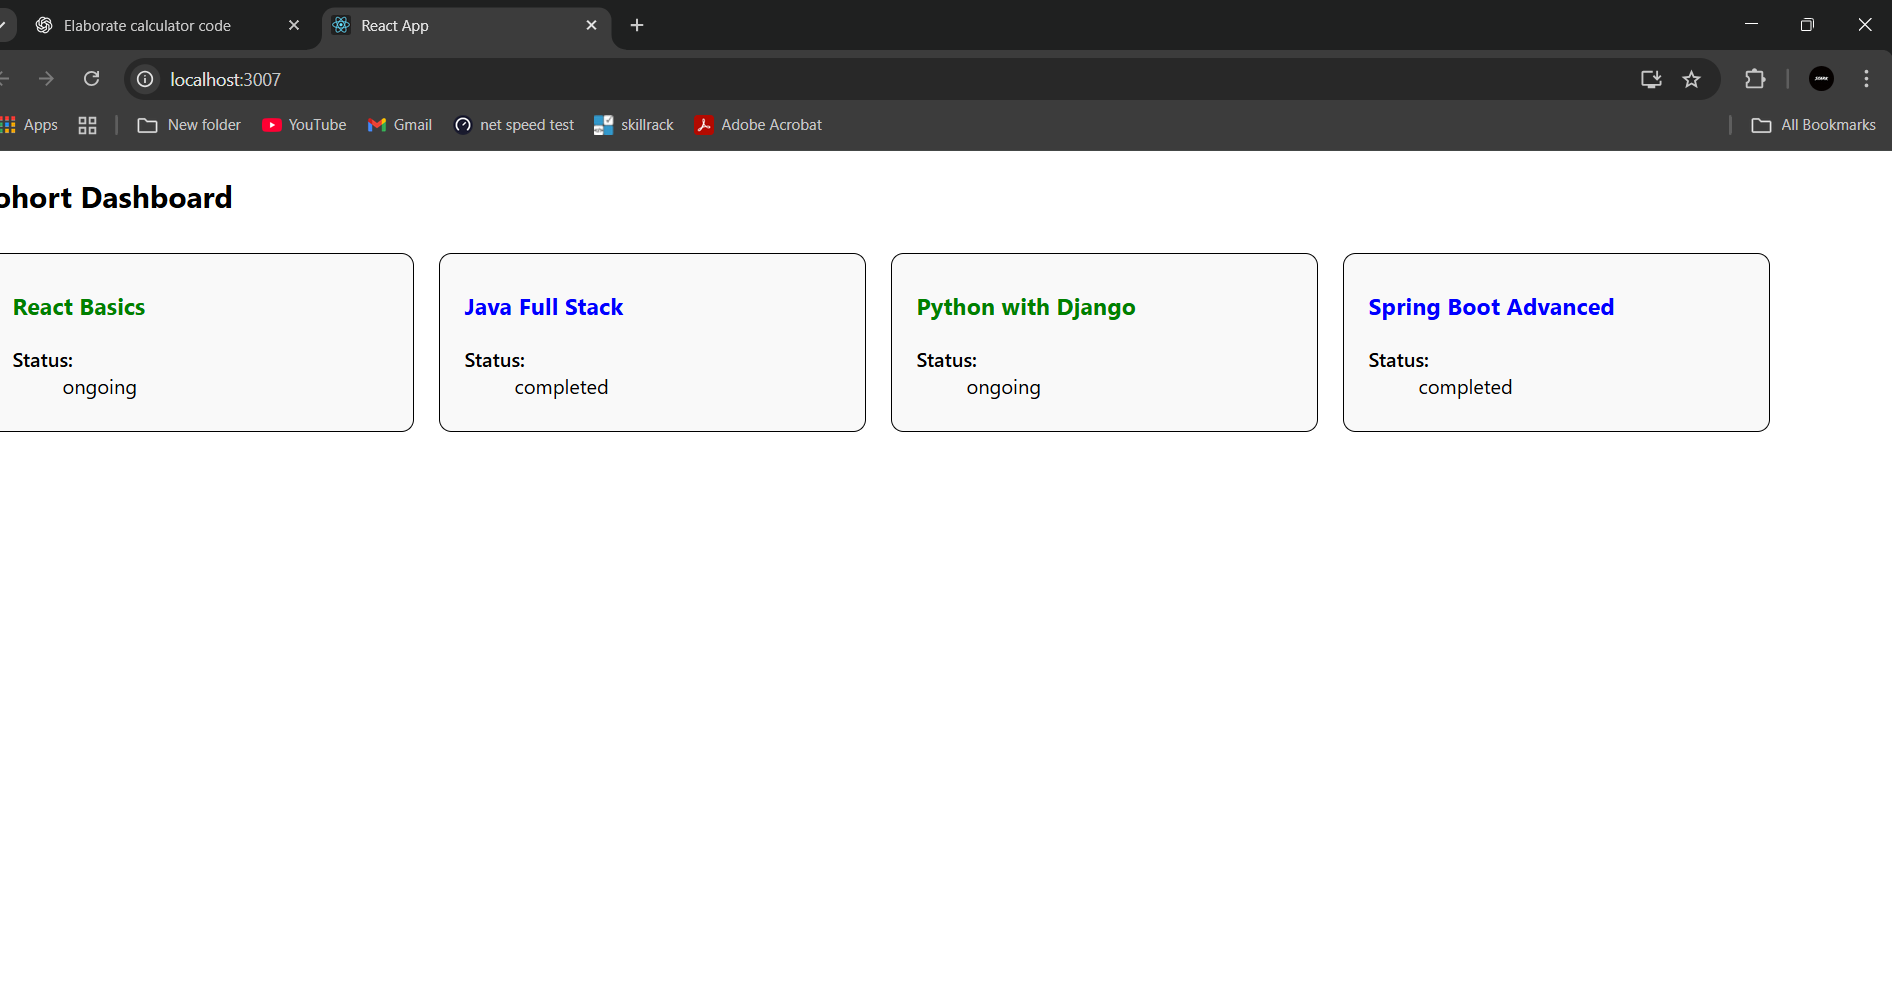 Elaborate calculator code
React App
localhost:3007
Apps
New folder
YouTube
Gmail
net speed test
skillrack
Adobe Acrobat
All Bookmarks
ohort Dashboard
React Basics
Status:
ongoing
Java Full Stack
Status:
completed
Python with Django
Status:
ongoing
Spring Boot Advanced
Status:
completed